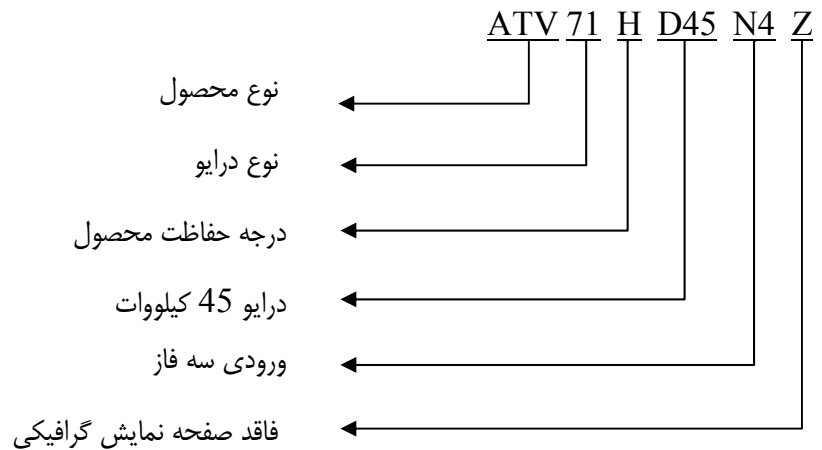 ATV 71 H D45 N4 Z
نوع محصول
نوع درایو
درجه حفاظت محصول
درایو 45 کیلووات
ورودی سه فاز
فاقد صفحه نمایش گرافیکی